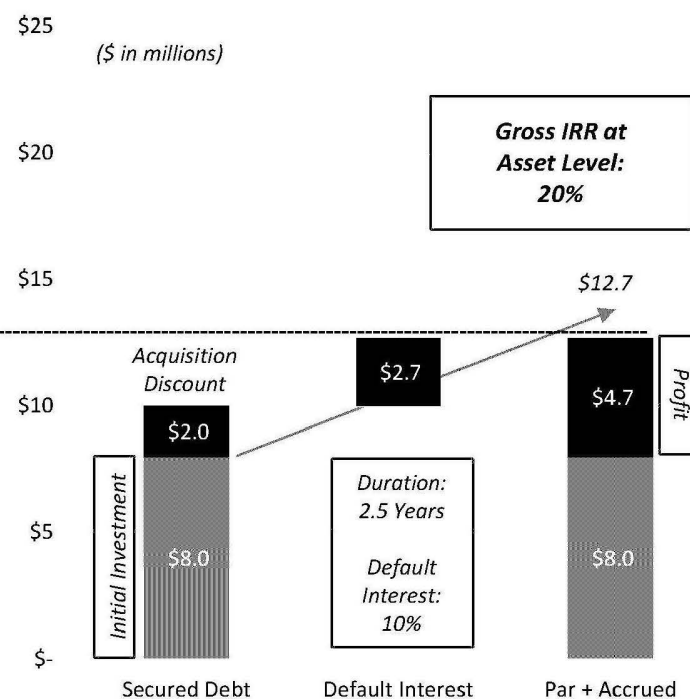 $25
($ in millions)
Gross IRR at
Asset Level:
20%
$20
$15
$12.7
Acquisition
Discount
$2.7
$10
$2.0
$4.7
Profit
Initial Investment
Duration:
2.5 Years
Default
Interest:
10%
$5
$8.0
$8.0
$-
Secured Debt
Default Interest
Par + Accrued